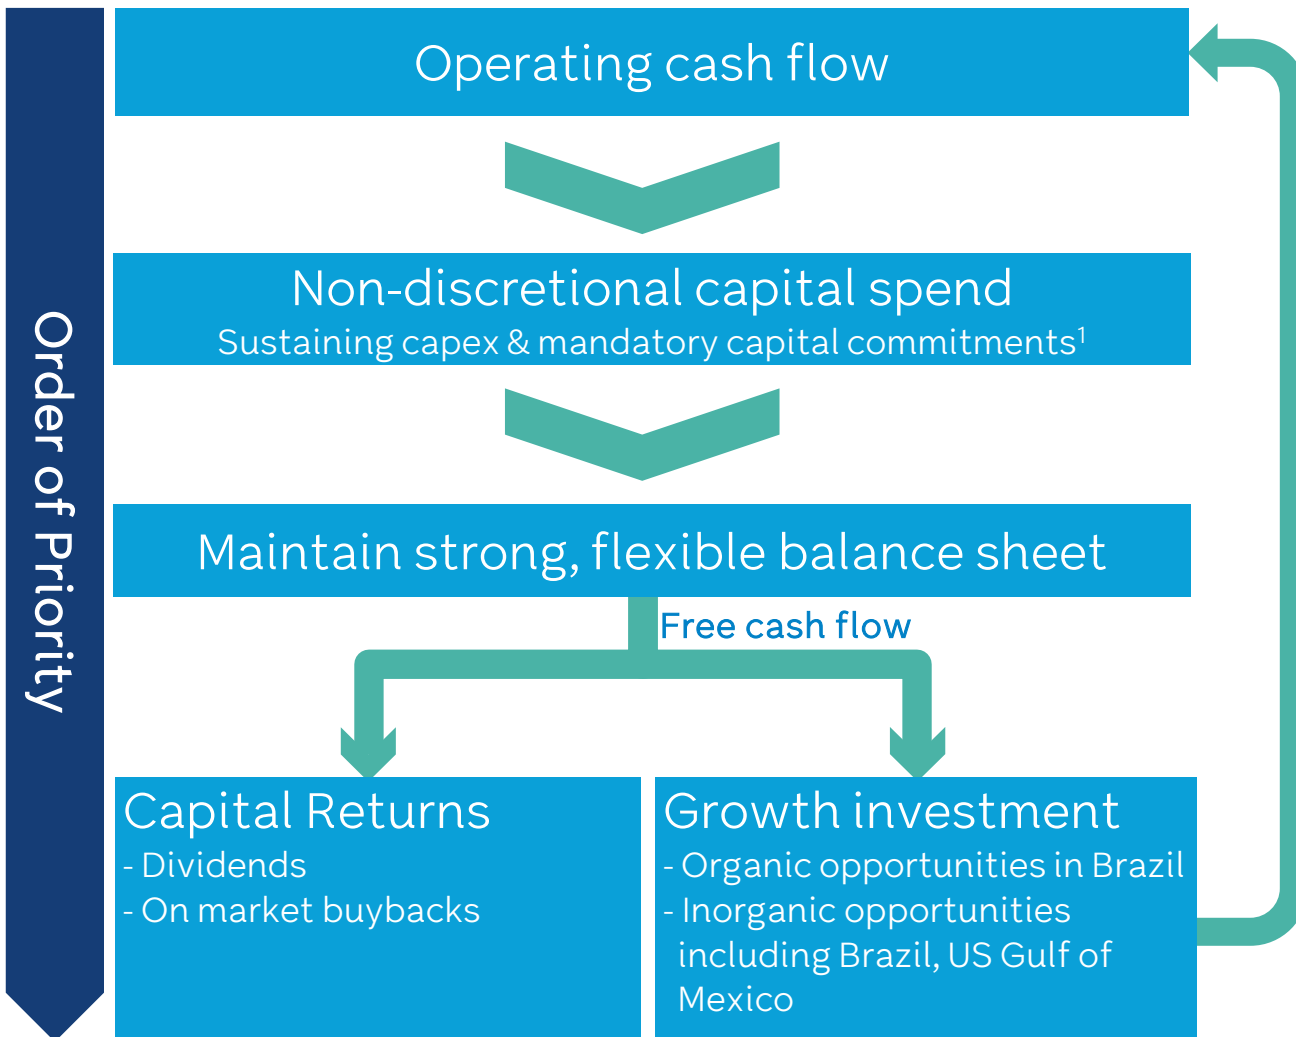 Order of Priority
Operating cash flow
Non-discretional capital spend
Sustaining capex & mandatory capital commitments¹
Maintain strong, flexible balance sheet
Free cash flow
Capital Returns
- Dividends
- On market buybacks
Growth investment
- Organic opportunities in Brazil
- Inorganic opportunities
including Brazil, US Gulf of
Mexico